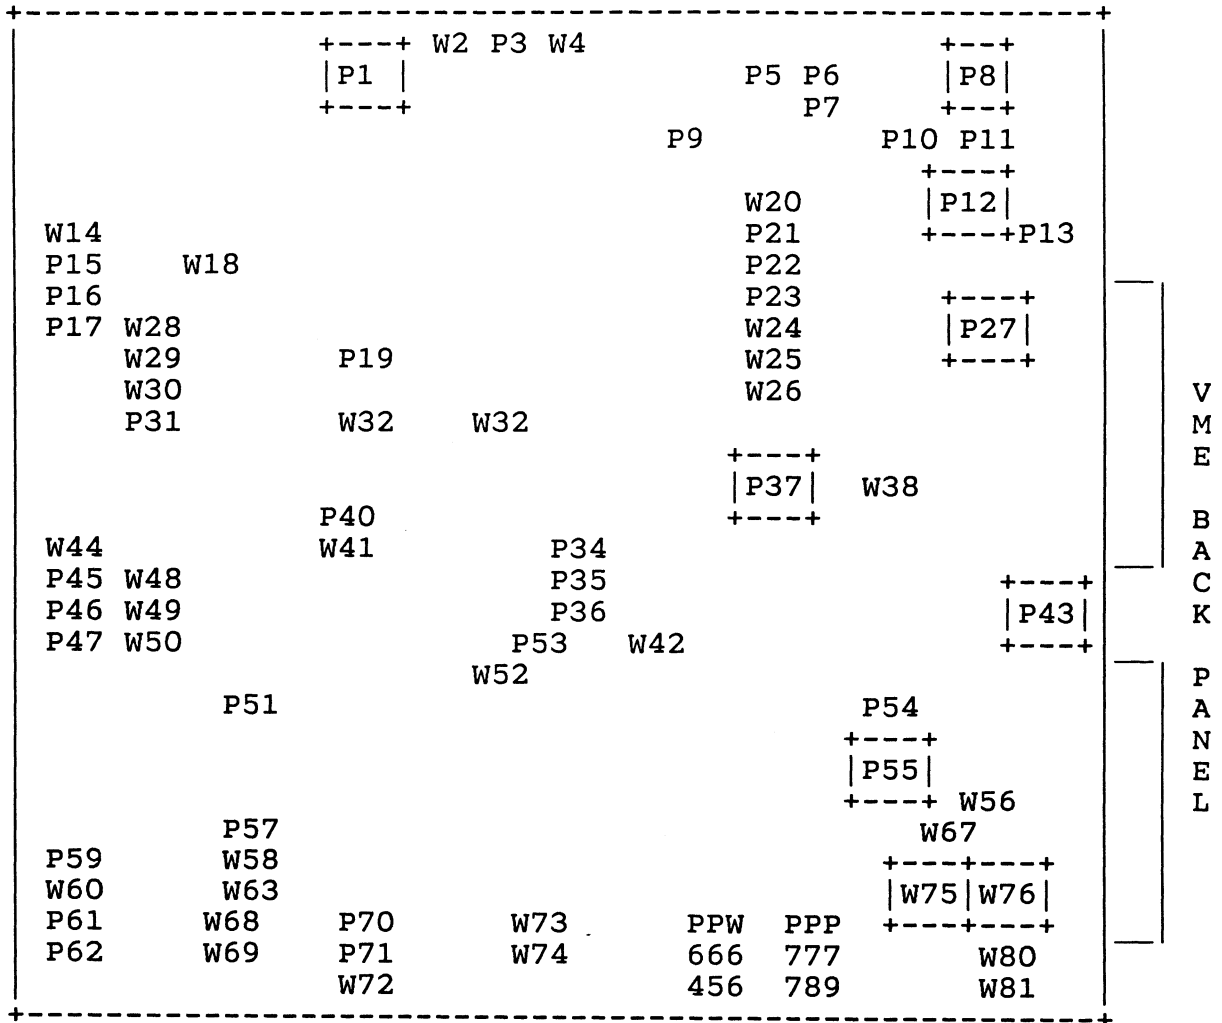 +--------------------------------------------------------+
+----+ W2 P3 W4 +---+
|P1 | P5 P6 |P8|
+----+ P7 +---+
P9 P10 P11
+---+
W20 |P12|
W14 P21 +---+P13
P15 W18 P22
P16 P23 +----+
P17 W28 W24 |P27|
W29 P19 W25 +----+
W30 W26 V
P31 W32 W32 M
+----+ E
|P37| W38
P40 +----+ B
W44 W41 P34 A
P45 W48 P35 +----+ C
P46 W49 P36 |P43| K
P47 W50 P53 W42 +----+
W52 P
P51 P54 A
+----+ N
|P55| E
+----+ W56 L
P57 W67
P59 W58 +----+----+
W60 W63 |W75|W76|
P61 W68 P70 W73 PPW PPP +----+----+
P62 W69 P71 W74 666 777 W80
W72 456 789 W81
+--------------------------------------------------------+